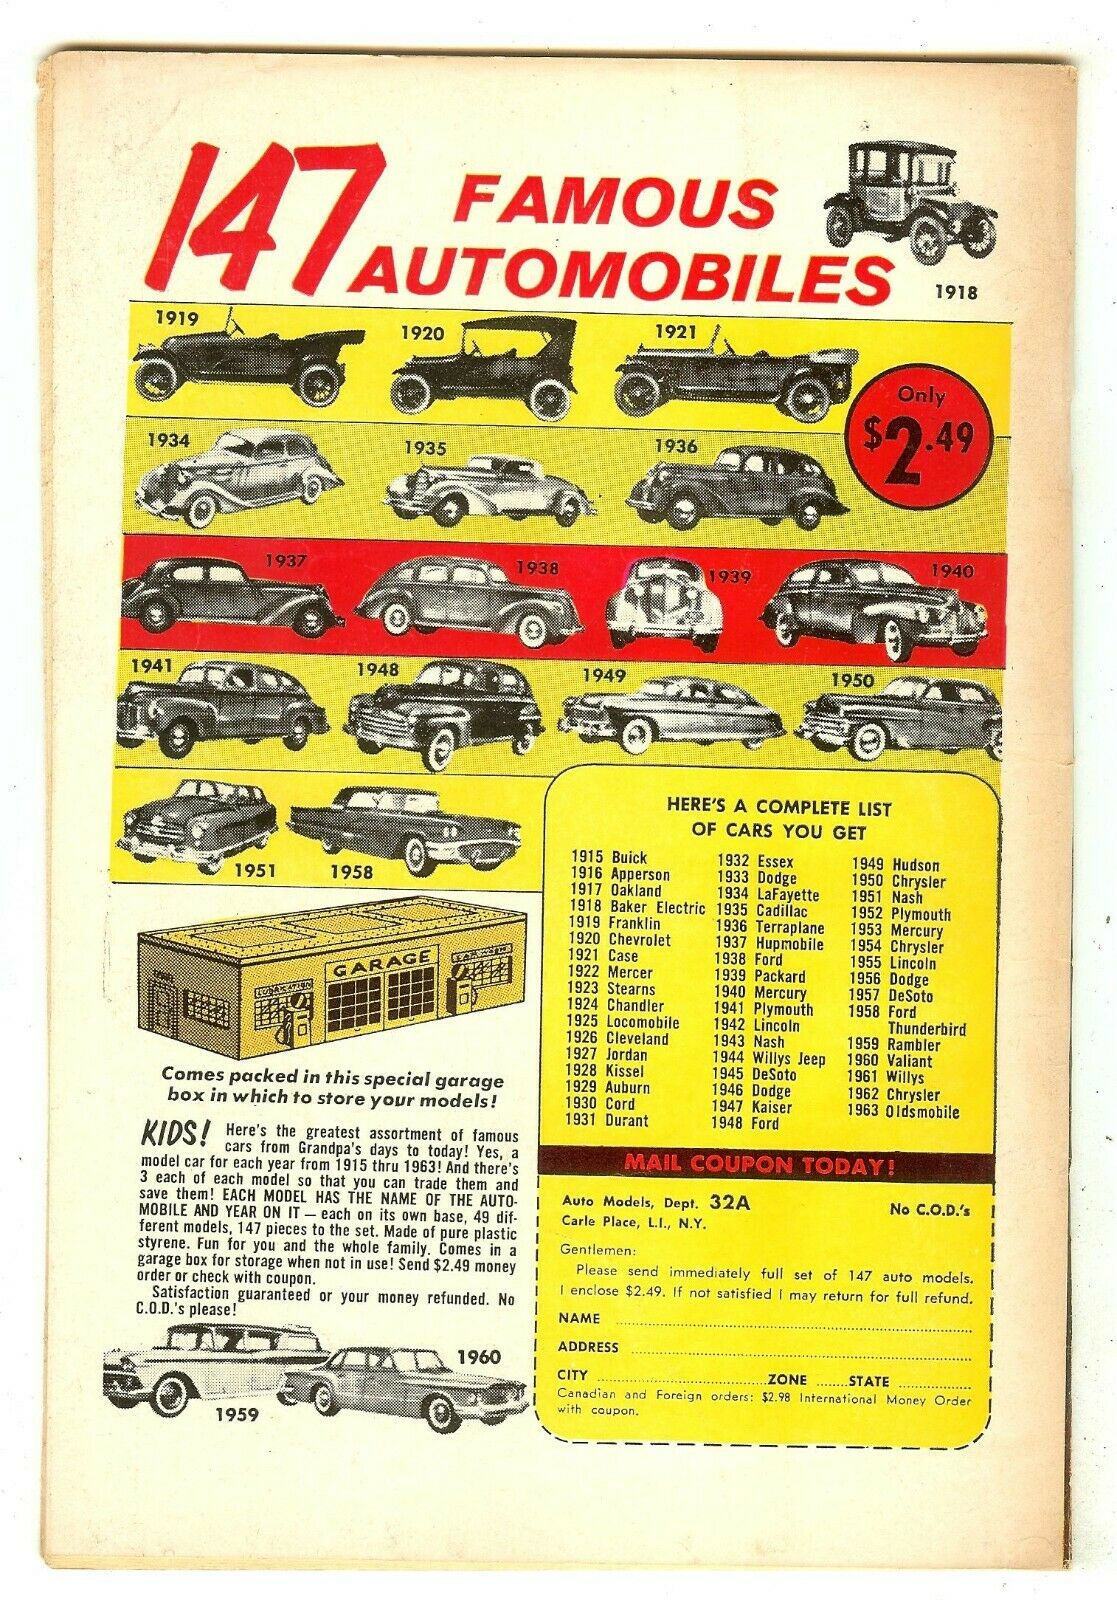 147 FAMOUS
AUTOMOBILES
1918
1919
1920
1921
Only
$2.49
1934
1935
1936
1937
1938
1939
1940
1941
1948
1949
1950
1951
1958
GARAGE
LUBRICATION
CAR WASH
Comes packed in this special garage
box in which to store your models!
KIDS! Here's the greatest assortment of famous
cars from Grandpa's days to today! Yes, a
model car for each year from 1915 thru 1963! And there's
3 each of each model so that you can trade them and
save them! EACH MODEL HAS THE NAME OF THE AUTO-
MOBILE AND YEAR ON IT — each on its own base, 49 dif-
ferent models, 147 pieces to the set. Made of pure plastic
styrene. Fun for you and the whole family. Comes in a
garage box for storage when not in use! Send $2.49 money
order or check with coupon.
Satisfaction guaranteed or your money refunded. No
C.O.D.'s please!
1959
1960
HERE'S A COMPLETE LIST
OF CARS YOU GET
1915 Buick
1916 Apperson
1917 Oakland
1918 Baker Electric
1919 Franklin
1920 Chevrolet
1921 Case
1922 Mercer
1923 Stearns
1924 Chandler
1925 Locomobile
1926 Cleveland
1927 Jordan
1928 Kissel
1929 Auburn
1930 Cord
1931 Durant
1932 Essex
1933 Dodge
1934 LaFayette
1935 Cadillac
1936 Terraplane
1937 Hupmobile
1938 Ford
1939 Packard
1940 Mercury
1941 Plymouth
1942 Lincoln
1943 Nash
1944 Willys Jeep
1945 DeSoto
1946 Dodge
1947 Kaiser
1948 Ford
1949 Hudson
1950 Chrysler
1951 Nash
1952 Plymouth
1953 Mercury
1954 Chrysler
1955 Lincoln
1956 Dodge
1957 DeSoto
1958 Ford
Thunderbird
1959 Rambler
1960 Valiant
1961 Willys
1962 Chrysler
1963 Oldsmobile
MAIL COUPON TODAY!
Auto Models, Dept. 32A No C.O.D.'s
Carle Place, L.I., N.Y.
Gentlemen:
Please send immediately full set of 147 auto models.
I enclose $2.49. If not satisfied I may return for full refund.
NAME
ADDRESS
CITY ZONE STATE
Canadian and Foreign orders: $2.98 International Money Order
with coupon.